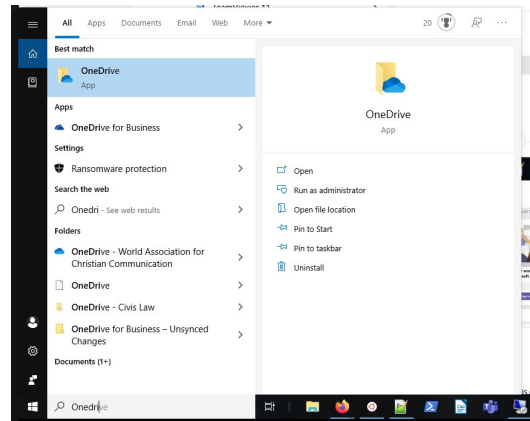 TeamViewer 12
All Apps Documents Email Web More 20
Best match
OneDrive
App
Apps
OneDrive for Business
Settings
Ransomware protection
Search the web
Onedri - See web results
Folders
OneDrive - World Association for
Christian Communication
OneDrive
OneDrive - Civis Law
OneDrive for Business – Unsynced
Changes
Documents (1+)
OneDrive
App
Open
Run as administrator
Open file location
Pin to Start
Pin to taskbar
Uninstall
Onedrive